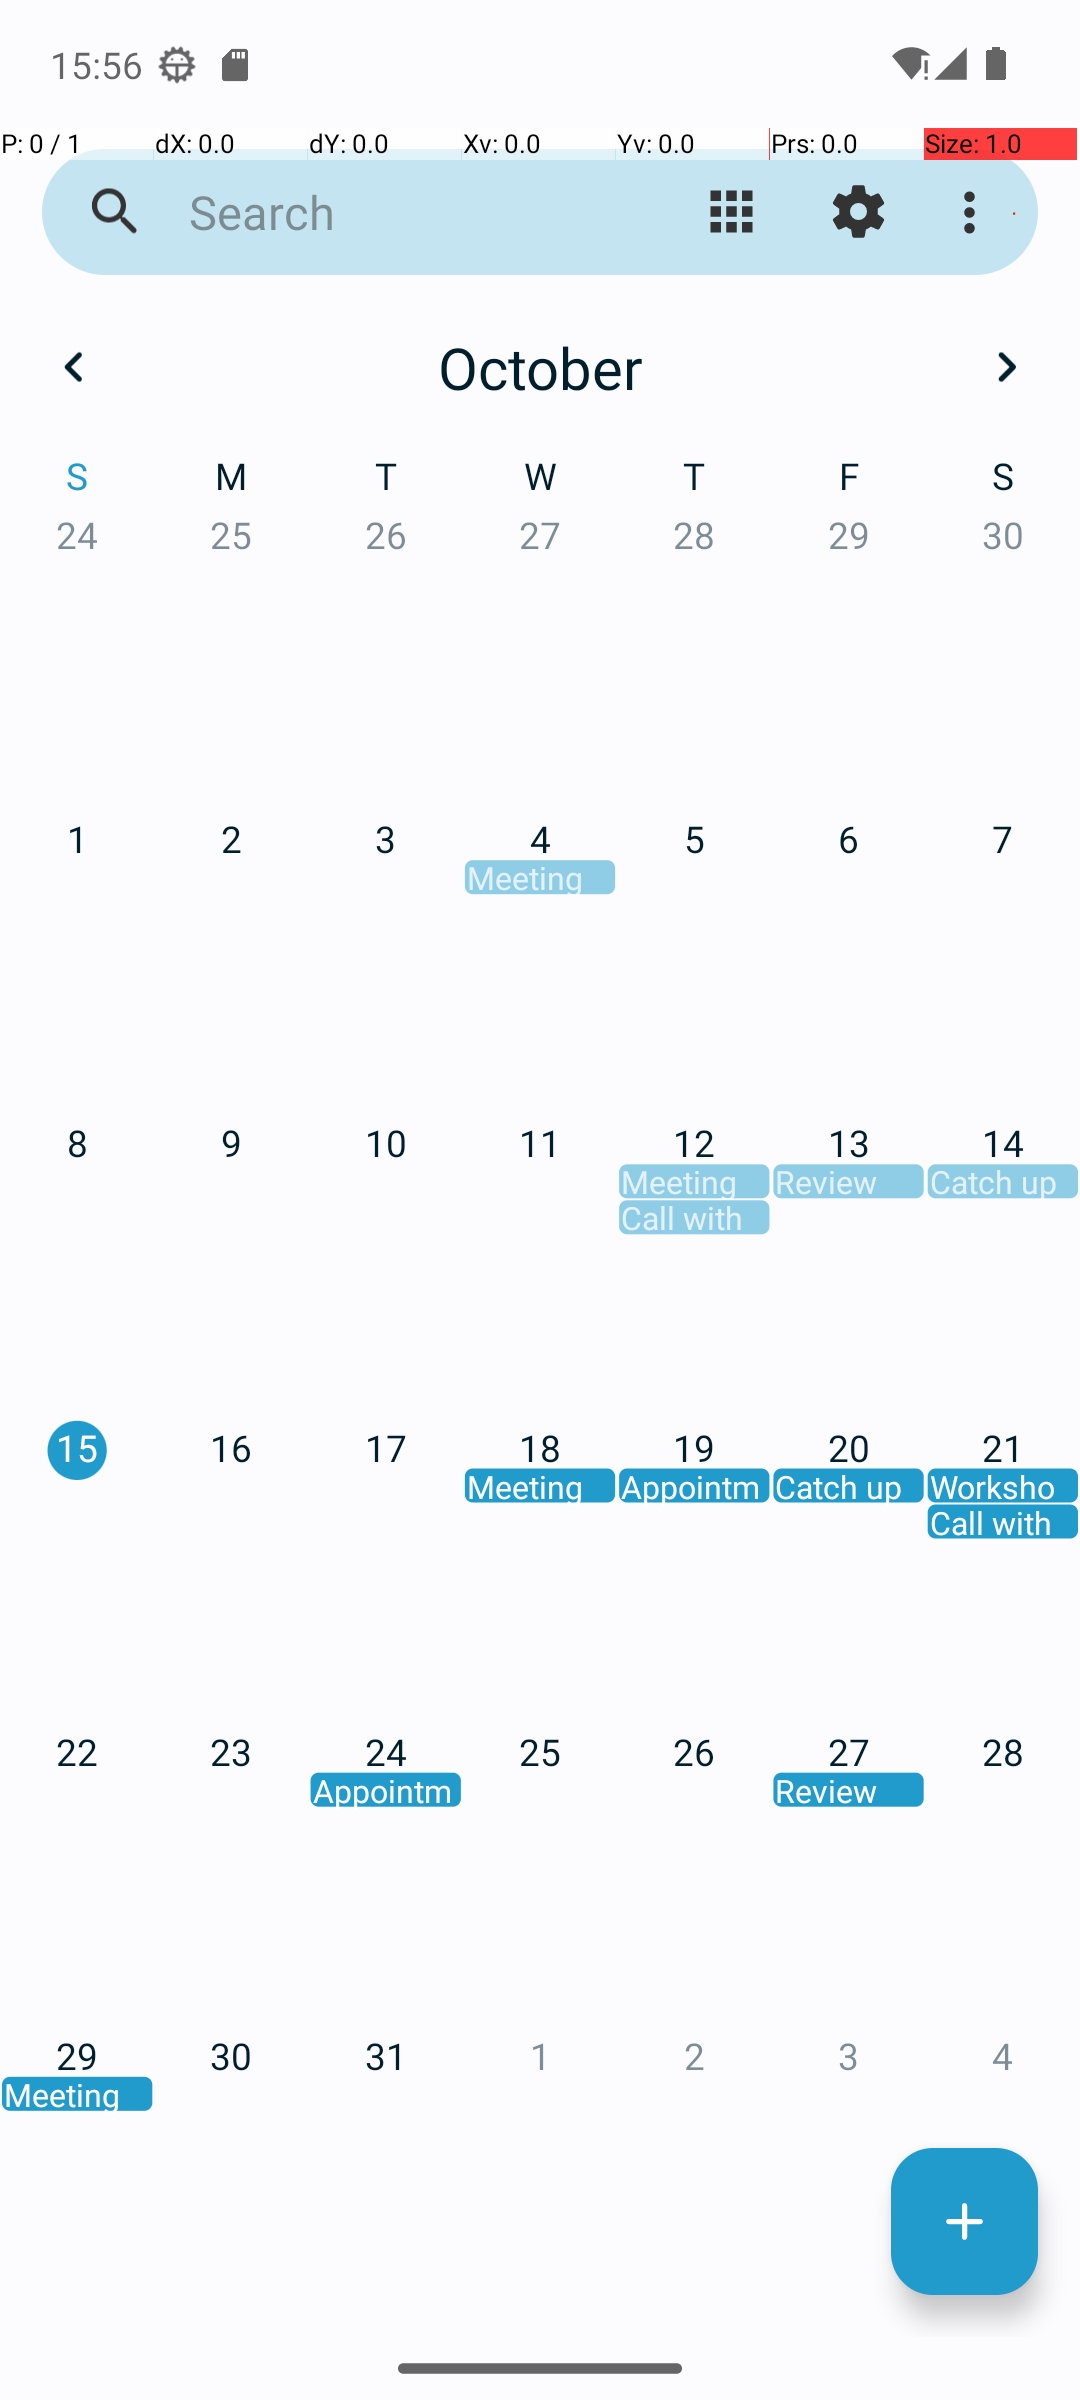 15:56
P: 0 / 1 dX: 0.0 dY: 0.0 Xv: 0.0 Yv: 0.0 Prs: 0.0 Size: 1.0
Search
October
S M T W T F S
24 25 26 27 28 29 30
1 2 3 4 5 6 7
Meeting
8 9 10 11 12 13 14
Meeting Review Catch up
Call with
15 16 17 18 19 20 21
Meeting Appointm Catch up Worksho
Call with
22 23 24 25 26 27 28
Appointm Review
29 30 31 1 2 3 4
Meeting